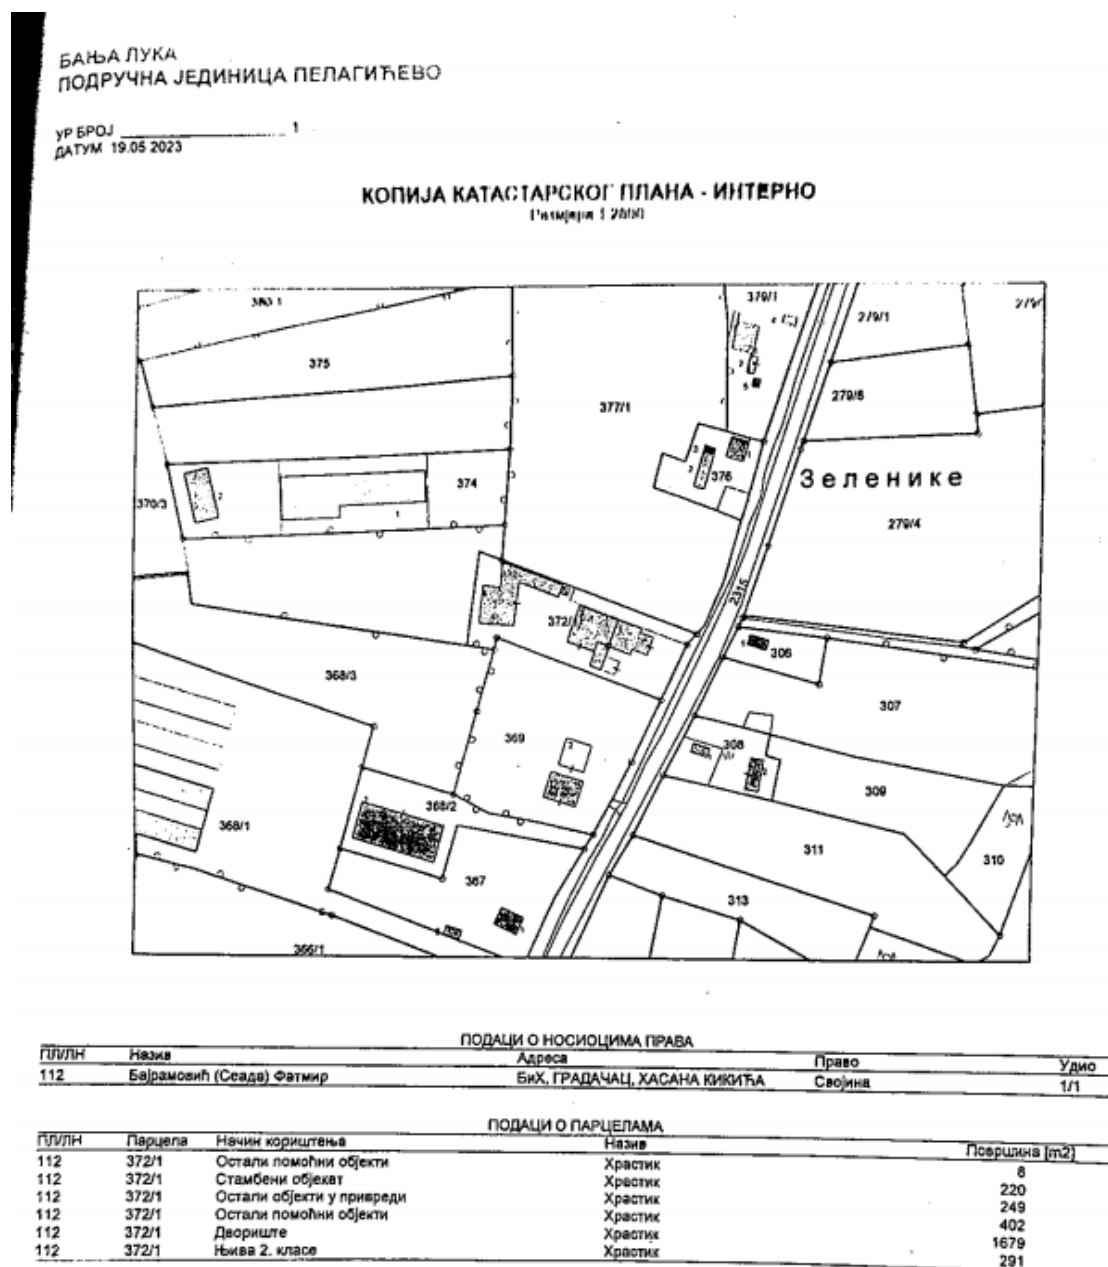 БАЊА ЛУКА
ПОДРУЧНА ЈЕДИНИЦА ПЕЛАГИЋЕВО
УР БРОЈ 1
ДАТУМ 19.05 2023
КОПИЈА КАТАСТАРСКОГ ПЛАНА - ИНТЕРНО
380/1
379/1
279/1
375
279/6
377/1
Зеленике
374
376
370/3
279/4
2315
372/
306
368/3
307
369
308
309
368/2
368/1
311
310
367
313
366/1
ПОДАЦИ О НОСИОЦИМА ПРАВА
ПЛ/ЛН Назив Адреса Право Удио
112 Бајрамовић (Сеада) Фатмир БиХ, ГРАДАЧАЦ, ХАСАНА КИКИЋА Својина 1/1
ПОДАЦИ О ПАРЦЕЛАМА
ПЛ/ЛН Парцела Начин кориштења Назив Површина [m2]
112 372/1 Остали помоћни објекти Храстик 8
112 372/1 Стамбени објекат Храстик 220
112 372/1 Остали објекти у привреди Храстик 249
112 372/1 Остали помоћни објекти Храстик 402
112 372/1 Двориште Храстик 1679
112 372/1 Њива 2. класе Храстик 291